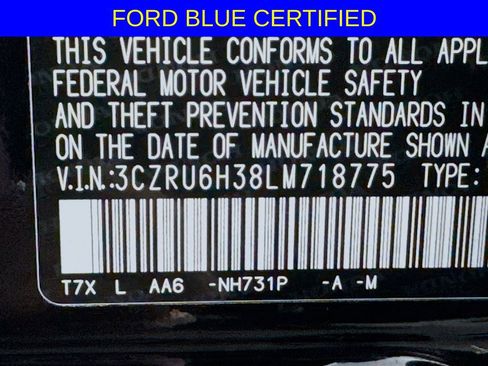 FORD BLUE CERTIFIED
THIS VEHICLE CONFORMS TO ALL APPL
FEDERAL MOTOR VEHICLE SAFETY
AND THEFT PREVENTION STANDARDS IN
ON THE DATE OF MANUFACTURE SHOWN A
V.I.N.:3CZRU6H38LM718775 TYPE:
T7X L AA6 -NH731P -A -M